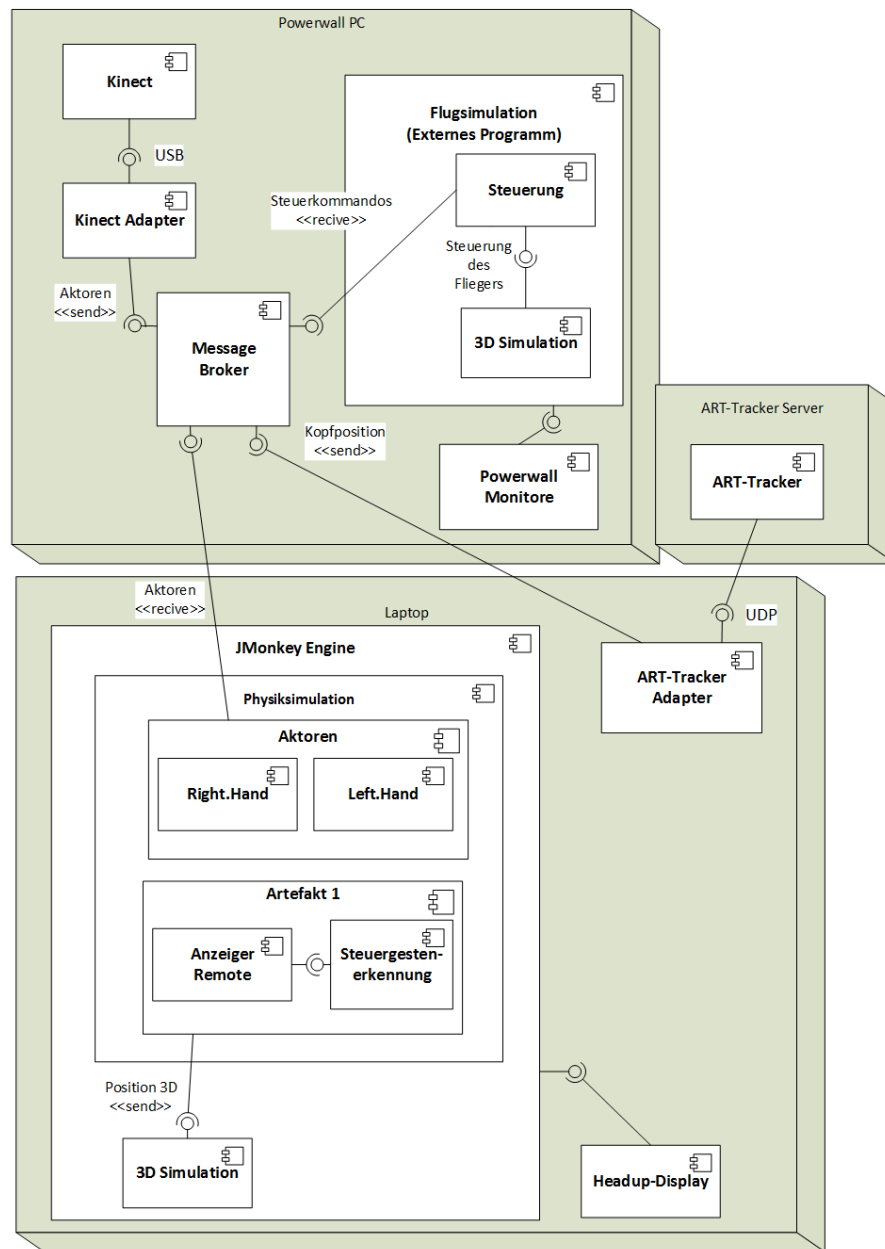 Powerwall PC
Kinect
USB
Kinect Adapter
Aktoren
<<send>>
Message
Broker
Steuerkommandos
<<recive>>
Flugsimulation
(Externes Programm)
Steuerung
Steuerung
des
Fliegers
3D Simulation
Kopfposition
<<send>>
Powerwall
Monitore
ART-Tracker Server
ART-Tracker
UDP
ART-Tracker
Adapter
Aktoren
<<recive>>
Laptop
JMonkey Engine
Physiksimulation
Aktoren
Right.Hand
Left.Hand
Artefakt 1
Anzeiger
Remote
Steuergesten-
erkennung
Position 3D
<<send>>
3D Simulation
Headup-Display